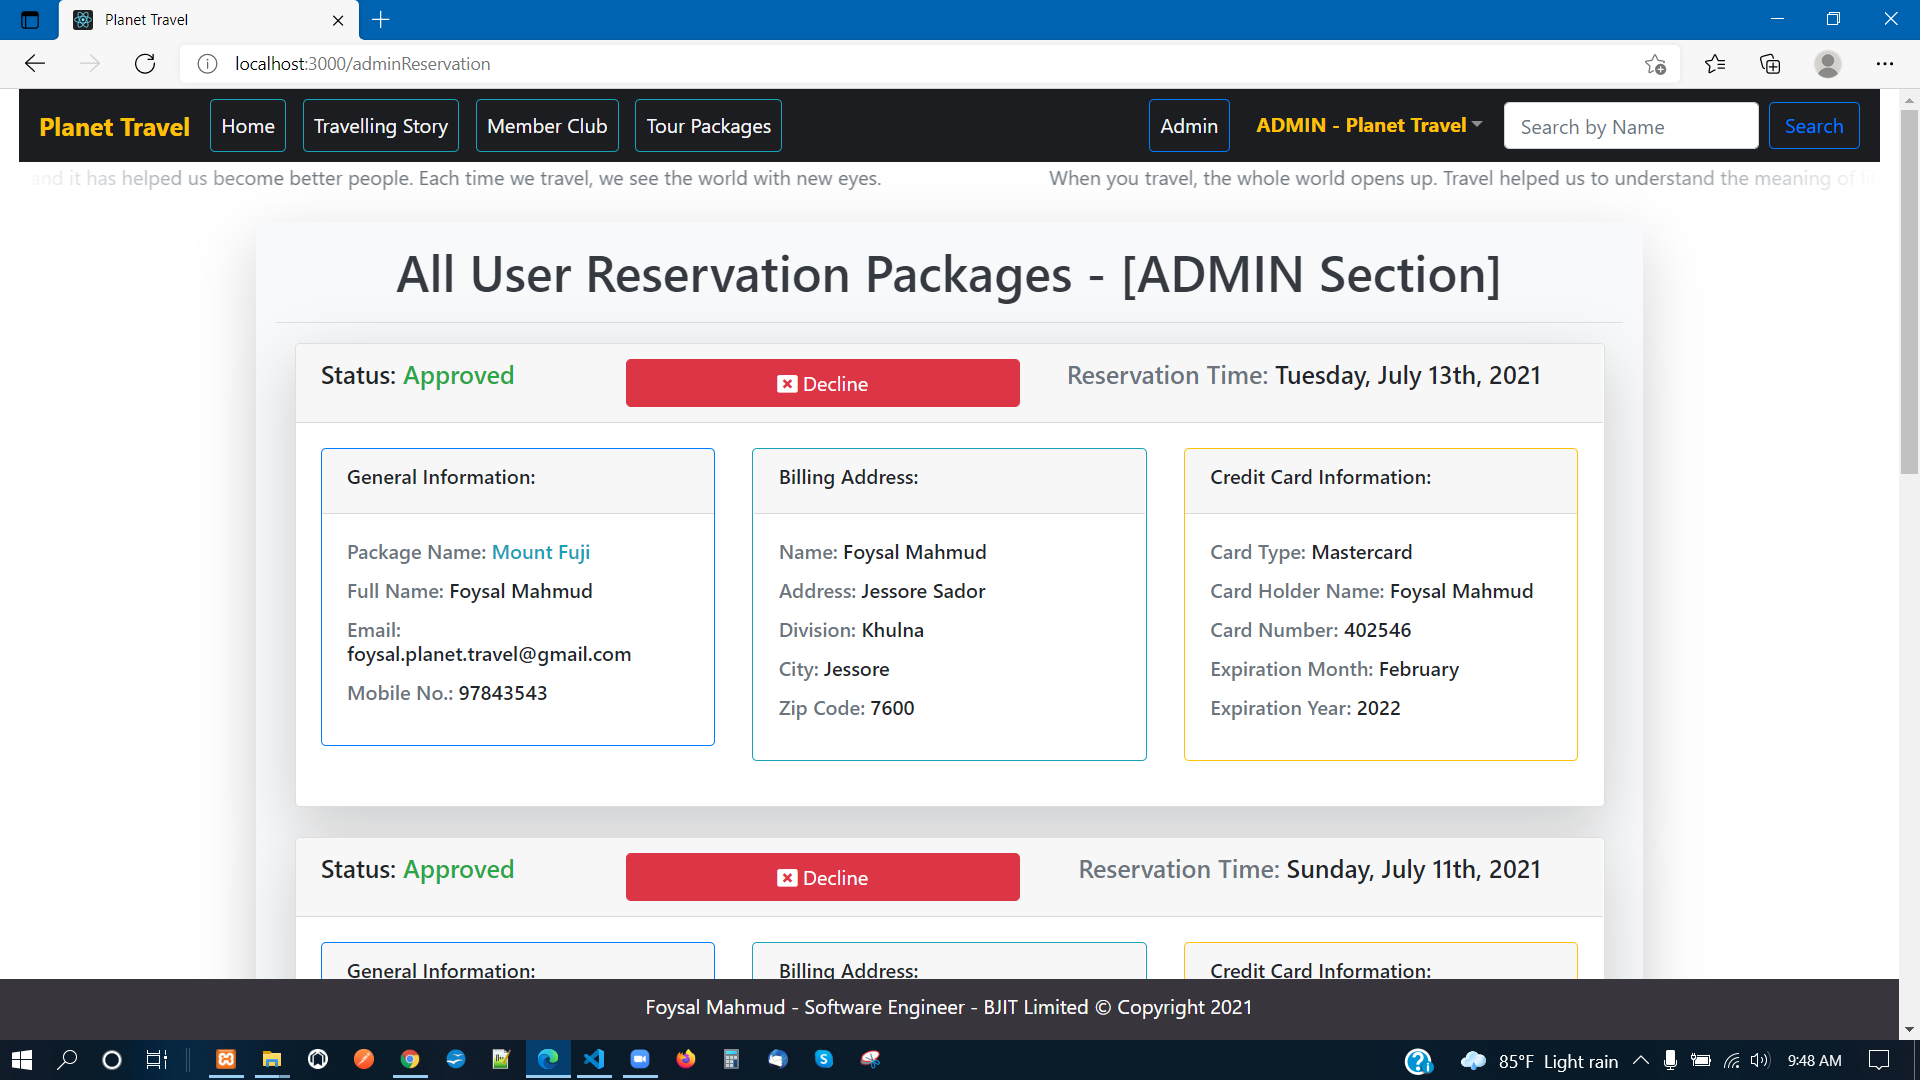 Planet Travel
localhost:3000/adminReservation
Planet Travel Home Travelling Story Member Club Tour Packages Admin ADMIN - Planet Travel Search by Name Search
and it has helped us become better people. Each time we travel, we see the world with new eyes. When you travel, the whole world opens up. Travel helped us to understand the meaning of
All User Reservation Packages - [ADMIN Section]
Status: Approved Decline Reservation Time: Tuesday, July 13th, 2021
General Information:
Package Name: Mount Fuji
Full Name: Foysal Mahmud
Email:
foysal.planet.travel@gmail.com
Mobile No.: 97843543
Billing Address:
Name: Foysal Mahmud
Address: Jessore Sador
Division: Khulna
City: Jessore
Zip Code: 7600
Credit Card Information:
Card Type: Mastercard
Card Holder Name: Foysal Mahmud
Card Number: 402546
Expiration Month: February
Expiration Year: 2022
Status: Approved Decline Reservation Time: Sunday, July 11th, 2021
General Information:
Billing Address:
Credit Card Information:
Foysal Mahmud - Software Engineer - BJIT Limited © Copyright 2021
85°F Light rain 9:48 AM